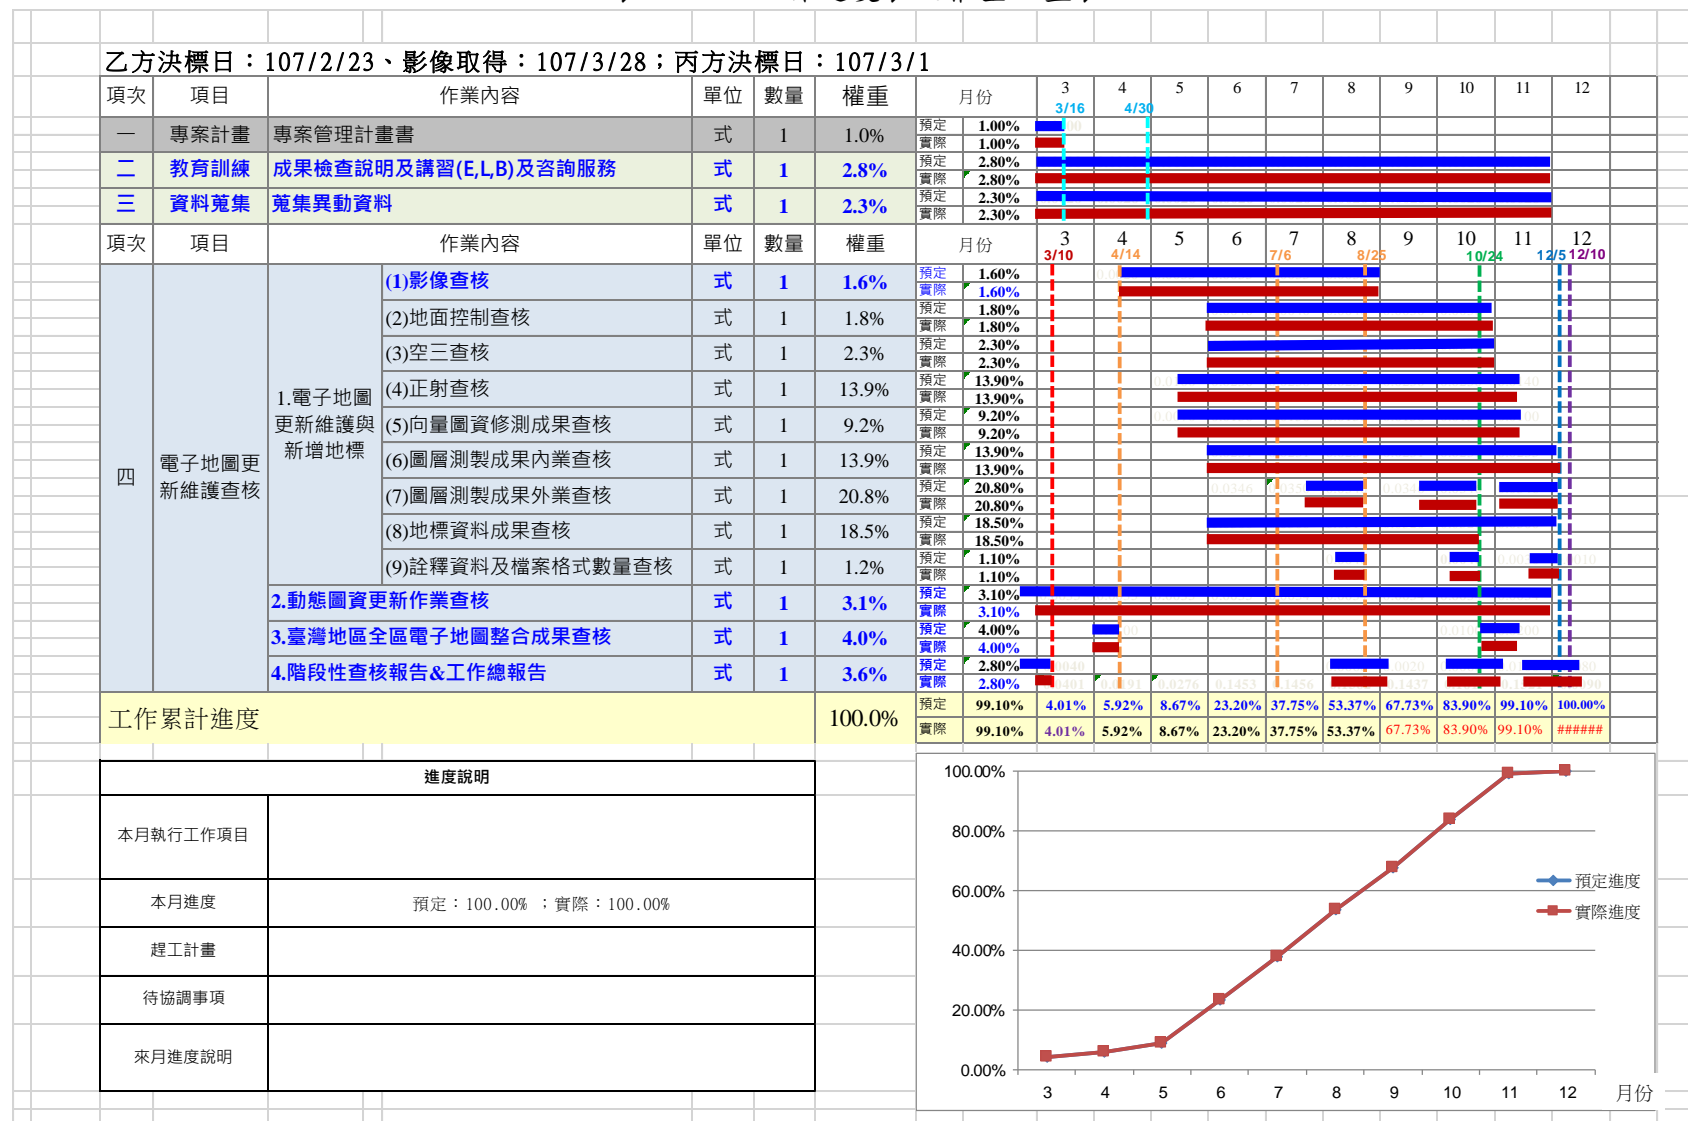 乙方決標日：107/2/23、影像取得：107/3/28；丙方決標日：107/3/1
項次 項目 作業內容 單位 數量 權重 月份 3 4 5 6 7 8 9 10 11 12
3/16 4/30
一 專案計畫 專案管理計畫書 式 1 1.0% 預定 1.00%
實際 1.00%
二 教育訓練 成果檢查說明及講習(E,L,B)及咨詢服務 式 1 2.8% 預定 2.80%
實際 2.80%
三 資料蒐集 蒐集異動資料 式 1 2.3% 預定 2.30%
實際 2.30%
項次 項目 作業內容 單位 數量 權重 月份 3 4 5 6 7 8 9 10 11 12
3/10 4/14 7/6 8/25 10/24 12/5 12/10
四 電子地圖更
新維護查核
1.電子地圖
更新維護與
新增地標
(1)影像查核 式 1 1.6% 預定 1.60%
實際 1.60%
(2)地面控制查核 式 1 1.8% 預定 1.80%
實際 1.80%
(3)空三查核 式 1 2.3% 預定 2.30%
實際 2.30%
(4)正射查核 式 1 13.9% 預定 13.90%
實際 13.90%
(5)向量圖資修測成果查核 式 1 9.2% 預定 9.20%
實際 9.20%
(6)圖層測製成果內業查核 式 1 13.9% 預定 13.90%
實際 13.90%
(7)圖層測製成果外業查核 式 1 20.8% 預定 20.80% 0.0346
實際 20.80%
(8)地標資料成果查核 式 1 18.5% 預定 18.50%
實際 18.50%
(9)詮釋資料及檔案格式數量查核 式 1 1.2% 預定 1.10%
實際 1.10%
2.動態圖資更新作業查核 式 1 3.1% 預定 3.10%
實際 3.10%
3.臺灣地區全區電子地圖整合成果查核 式 1 4.0% 預定 4.00%
實際 4.00%
4.階段性查核報告&工作總報告 式 1 3.6% 預定 2.80%
實際 2.80% 0.0276 0.1453 0.1456 0.1437
工作累計進度 100.0% 預定 99.10% 4.01% 5.92% 8.67% 23.20% 37.75% 53.37% 67.73% 83.90% 99.10% 100.00%
實際 99.10% 4.01% 5.92% 8.67% 23.20% 37.75% 53.37% 67.73% 83.90% 99.10% ######
進度說明
本月執行工作項目
本月進度 預定：100.00% ；實際：100.00%
趕工計畫
待協調事項
來月進度說明
100.00%
80.00%
60.00%
40.00%
20.00%
0.00%
3 4 5 6 7 8 9 10 11 12 月份
預定進度
實際進度